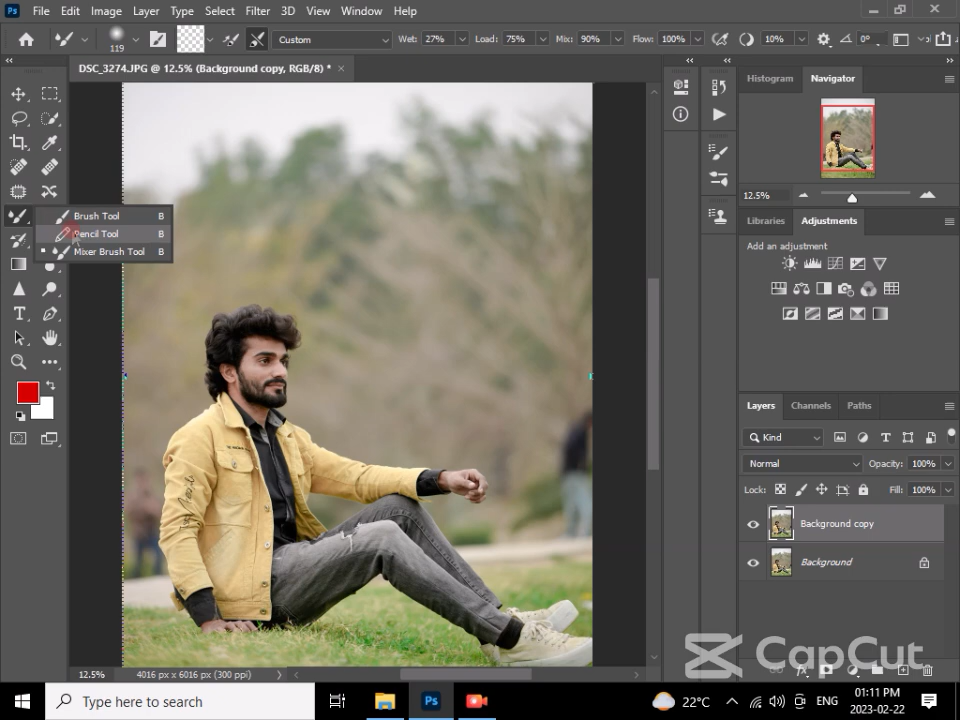 Ps File Edit Image Layer Type Select Filter 3D View Window Help
119 Custom Wet: 27% Load: 75% Mix: 90% Flow: 100% 10% 0°
DSC_3274.JPG @ 12.5% (Background copy, RGB/8) * ×
Histogram Navigator
12.5%
Brush Tool B
Pencil Tool B
Mixer Brush Tool B
Libraries Adjustments
Add an adjustment
Layers Channels Paths
Kind
Normal Opacity: 100%
Lock: Fill: 100%
Background copy
Background
CapCut
12.5% 4016 px x 6016 px (300 ppi)
Type here to search
Ps
22°C ENG
01:11 PM
2023-02-22